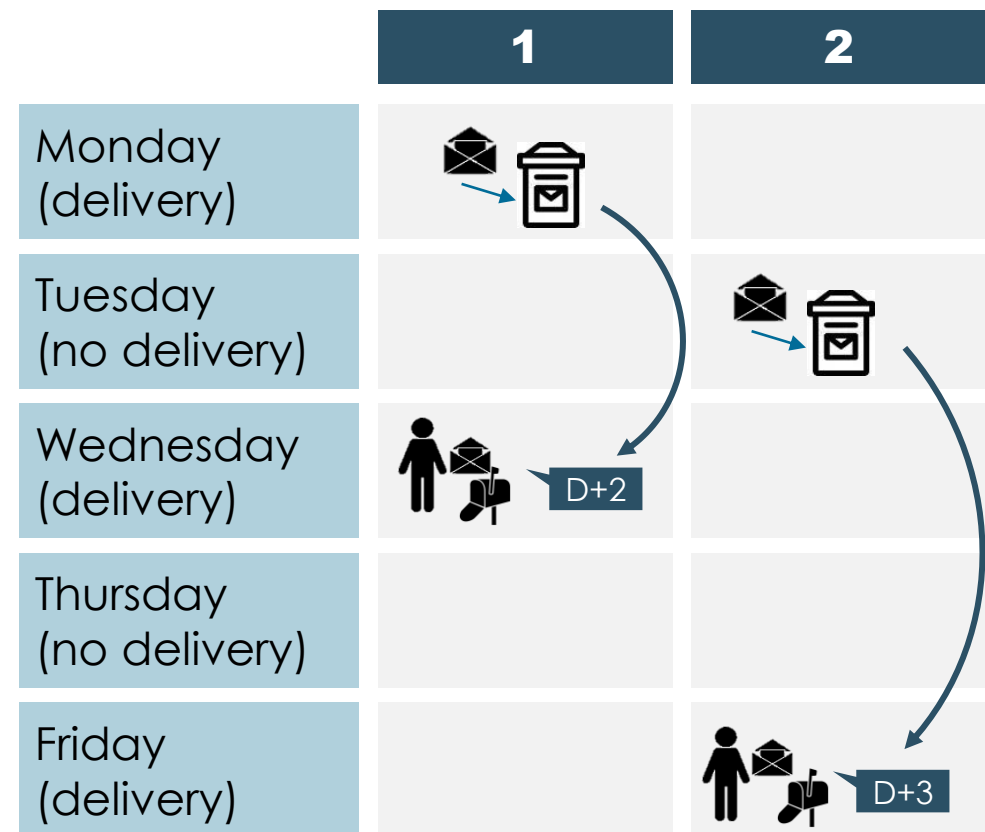 1
2
Monday
(delivery)
Tuesday
(no delivery)
Wednesday
(delivery)
D+2
Thursday
(no delivery)
Friday
(delivery)
D+3